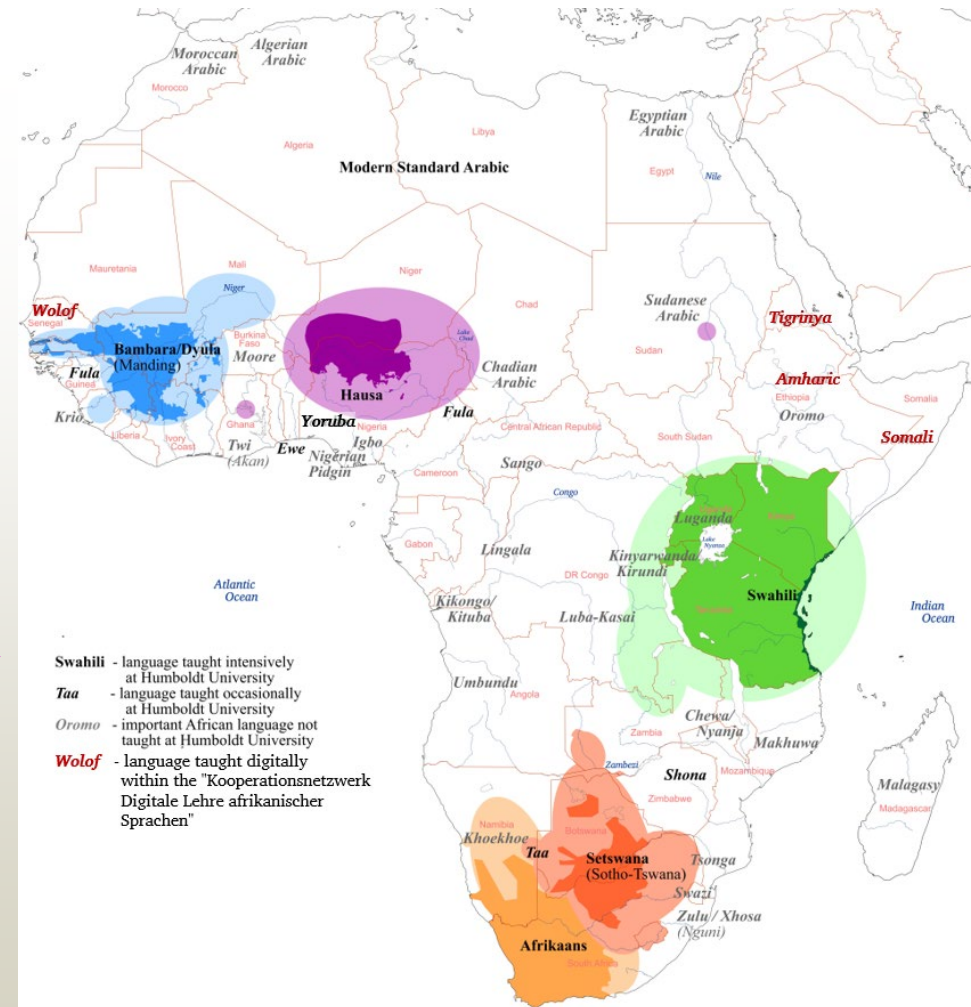 Moroccan
Arabic
Algerian
Arabic
Morocco
Algeria
Libya
Egyptian
Arabic
Egypt
Nile
Modern Standard Arabic
Mauretania
Mali
Niger
Niger
Chad
Lake
Chad
Sudanese
Arabic
Sudan
Tigrinya
Wolof
Senegal
Bambara/Dyula
(Manding)
Burkina
Faso
Moore
Fula
Guinea
Hausa
Chadian
Arabic
Amharic
Ethiopia
Oromo
Somalia
Somali
Krio
Liberia
Ivory
Coast
Ghana
Twi
(Akan)
Ewe
Yoruba
Nigeria
Igbo
Nigerian
Pidgin
Fula
Central African Republic
South Sudan
Cameroon
Sango
Congo
Gabon
Lingala
DR Congo
Luganda
Lake
Nyanza
Kinyarwanda/
Kirundi
Swahili
Atlantic
Ocean
Indian
Ocean
Kikongo/
Kituba
Luba-Kasai
Umbundu
Angola
Zambia
Chewa/
Nyanja
Makhuwa
Mozambique
Zambezi
Shona
Zimbabwe
Malagasy
Madagascar
Namibia
Khoekhoe
Taa
Botswana
Setswana
(Sotho-Tswana)
Tsonga
Swazi
Zulu / Xhosa
(Nguni)
Afrikaans
South Africa
Swahili - language taught intensively
at Humboldt University
Taa - language taught occasionally
at Humboldt University
Oromo - important African language not
taught at Humboldt University
Wolof - language taught digitally
within the "Kooperationsnetzwerk
Digitale Lehre afrikanischer
Sprachen"